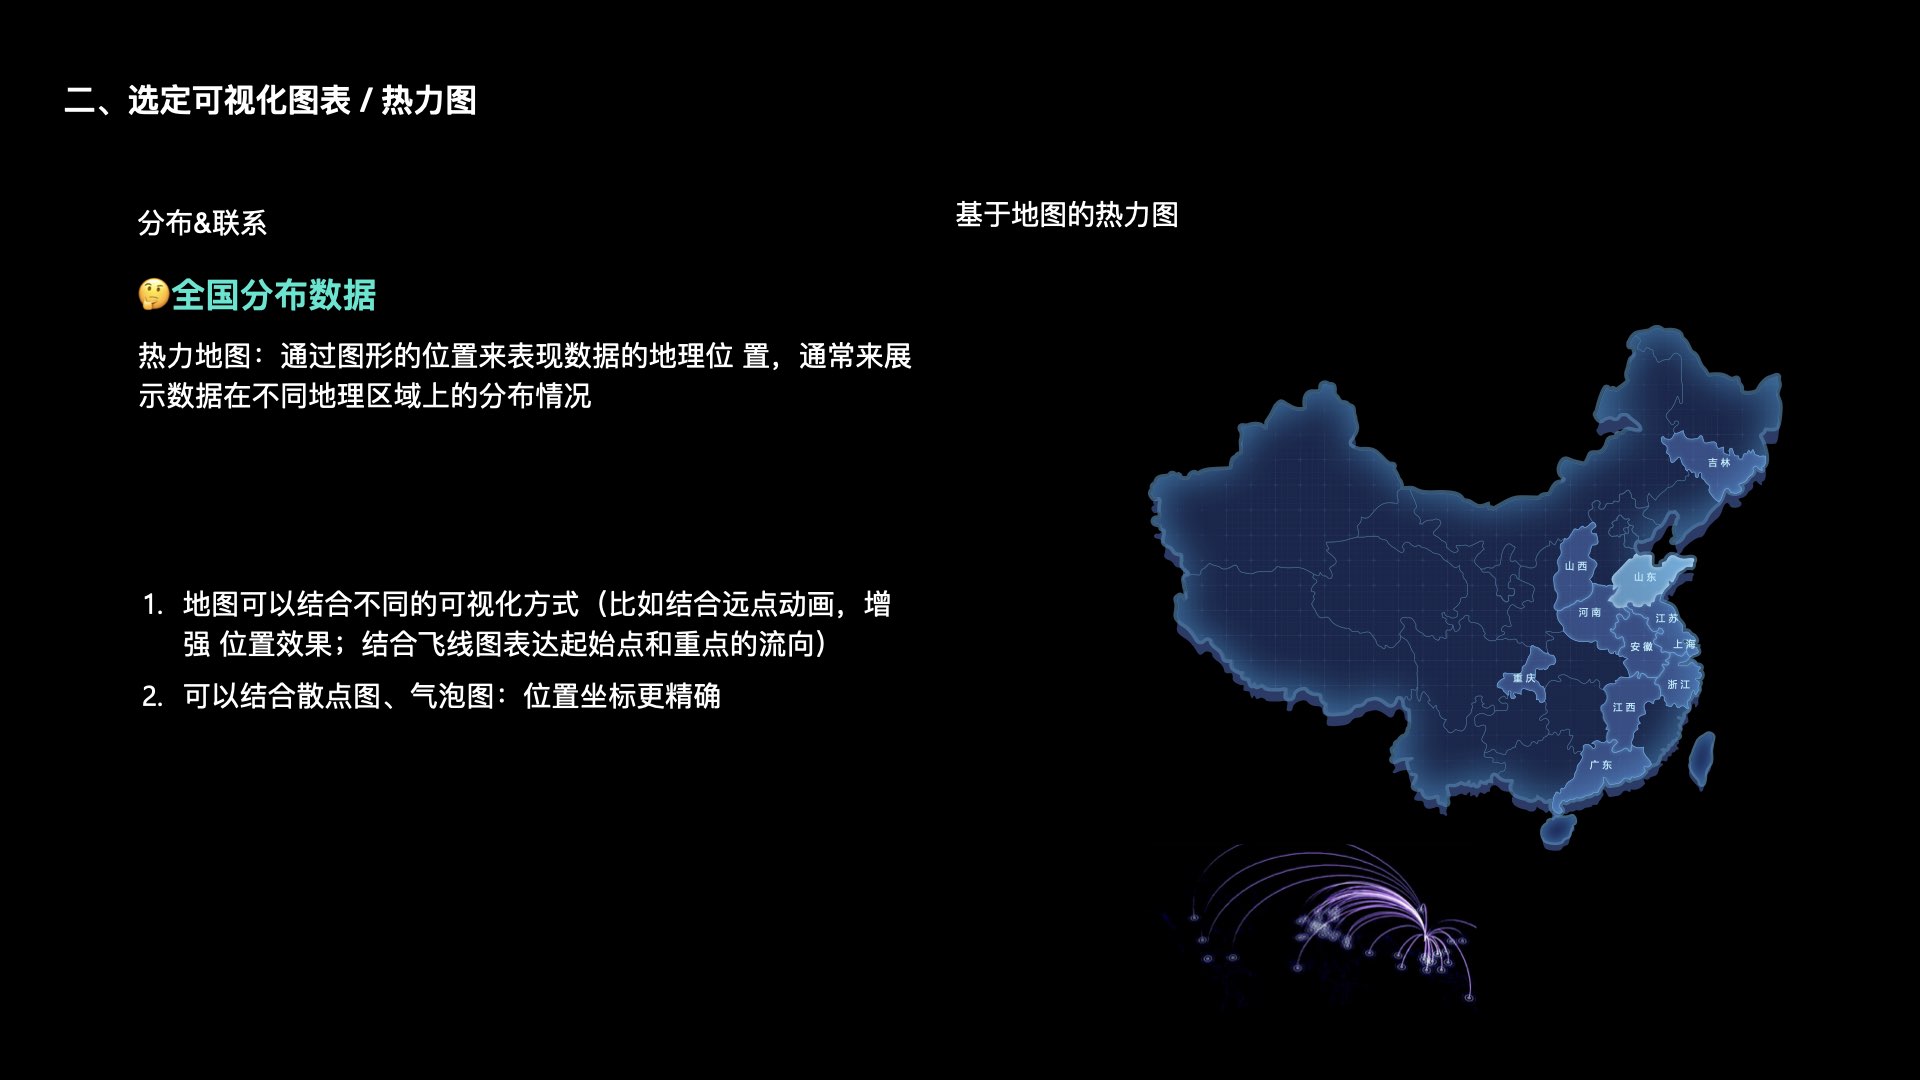 二、选定可视化图表 / 热力图
分布&联系
🤔全国分布数据
热力地图：通过图形的位置来表现数据的地理位 置，通常来展
示数据在不同地理区域上的分布情况
1. 地图可以结合不同的可视化方式（比如结合远点动画，增
强 位置效果；结合飞线图表达起始点和重点的流向）
2. 可以结合散点图、气泡图：位置坐标更精确
基于地图的热力图
吉林
山西
山东
河南
江苏
安徽
上海
重庆
浙江
江西
广东